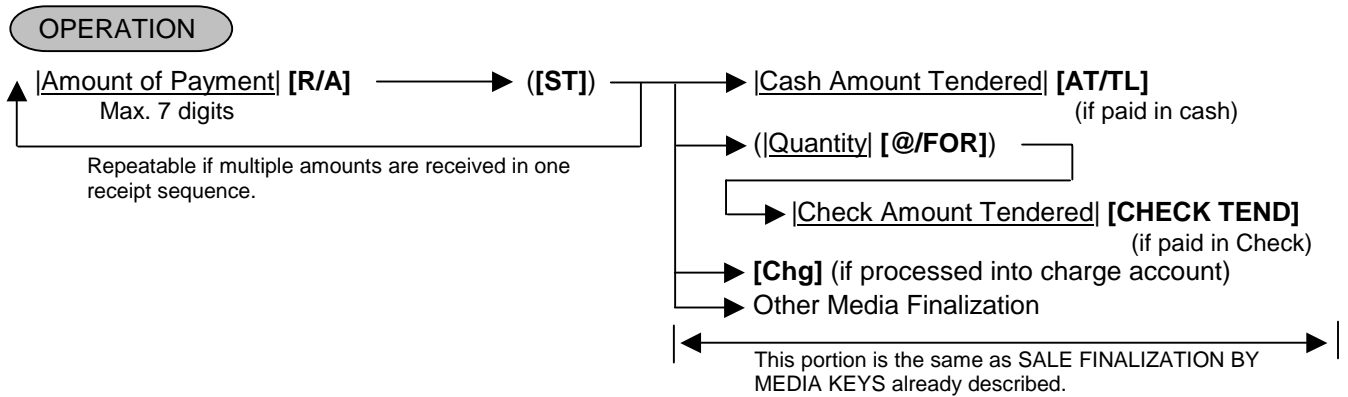 OPERATION
|Amount of Payment| [R/A]
Max. 7 digits
Repeatable if multiple amounts are received in one
receipt sequence.
([ST])
|Cash Amount Tendered| [AT/TL]
(if paid in cash)
(|Quantity| [@/FOR])
|Check Amount Tendered| [CHECK TEND]
(if paid in Check)
[Chg] (if processed into charge account)
Other Media Finalization
This portion is the same as SALE FINALIZATION BY
MEDIA KEYS already described.